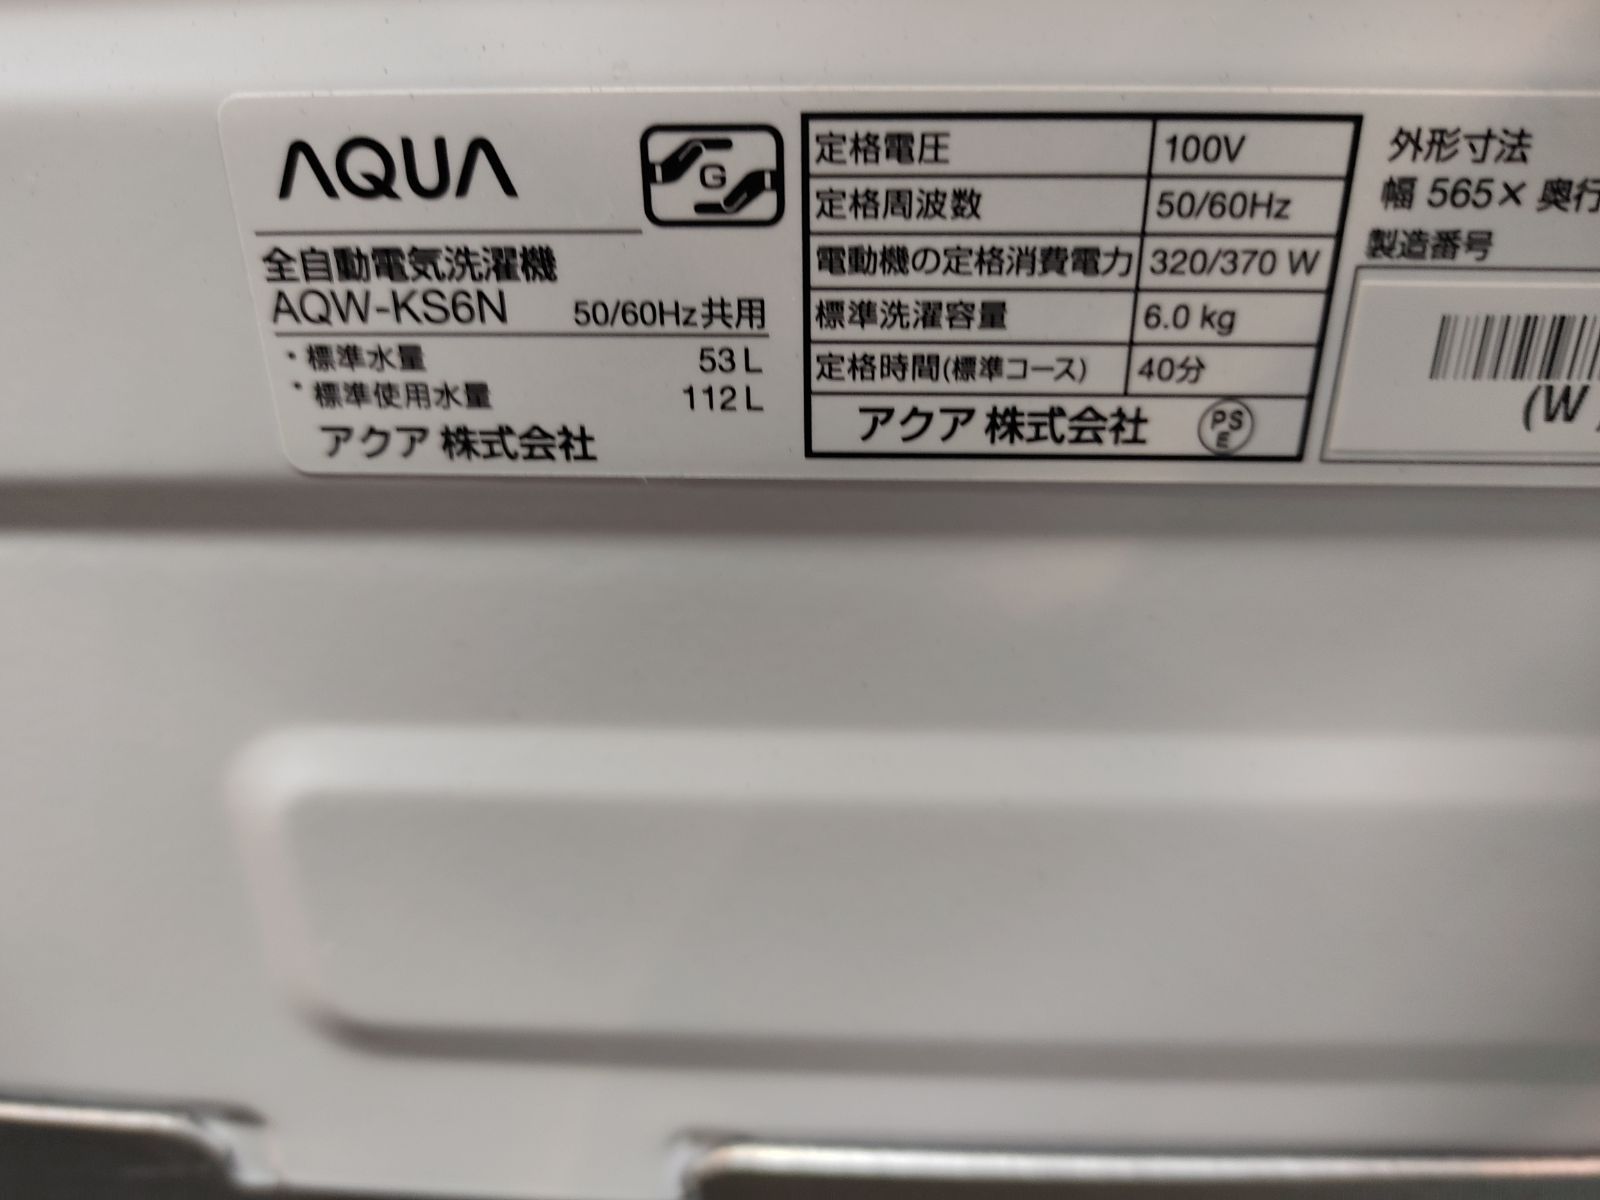 AQUA
G
全自動電気洗濯機
AQW-KS6N 50/60Hz共用
・標準水量 53L
・標準使用水量 112L
アクア 株式会社
定格電圧 100V
定格周波数 50/60Hz
電動機の定格消費電力 320/370 W
標準洗濯容量 6.0 kg
定格時間(標準コース) 40分
アクア 株式会社 PSE
外形寸法
幅 565× 奥行
製造番号
(W